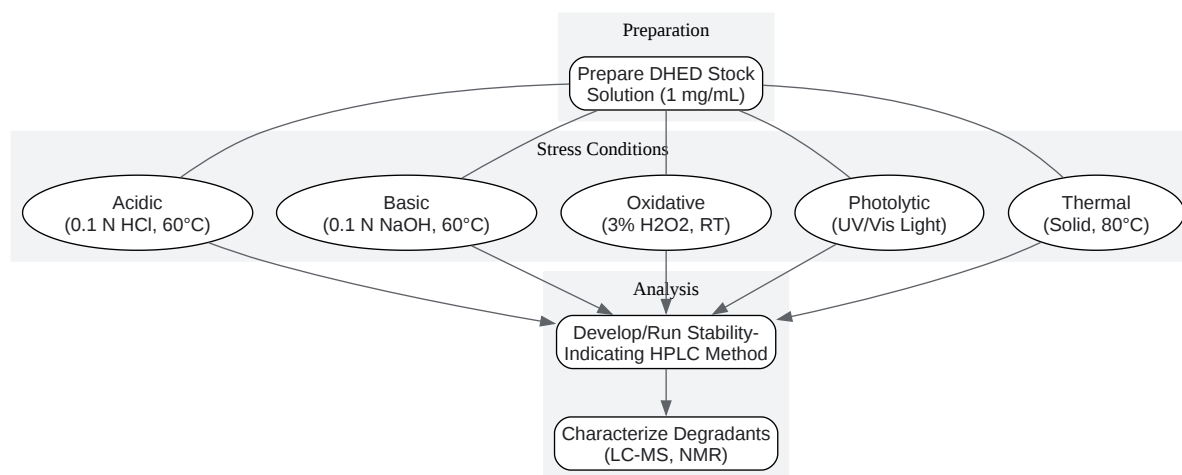 Preparation
Prepare DHED Stock
Solution (1 mg/mL)
Stress Conditions
Acidic
(0.1 N HCl, 60°C)
Basic
(0.1 N NaOH, 60°C)
Oxidative
(3% H2O2, RT)
Photolytic
(UV/Vis Light)
Thermal
(Solid, 80°C)
Analysis
Develop/Run Stability-
Indicating HPLC Method
Characterize Degradants
(LC-MS, NMR)